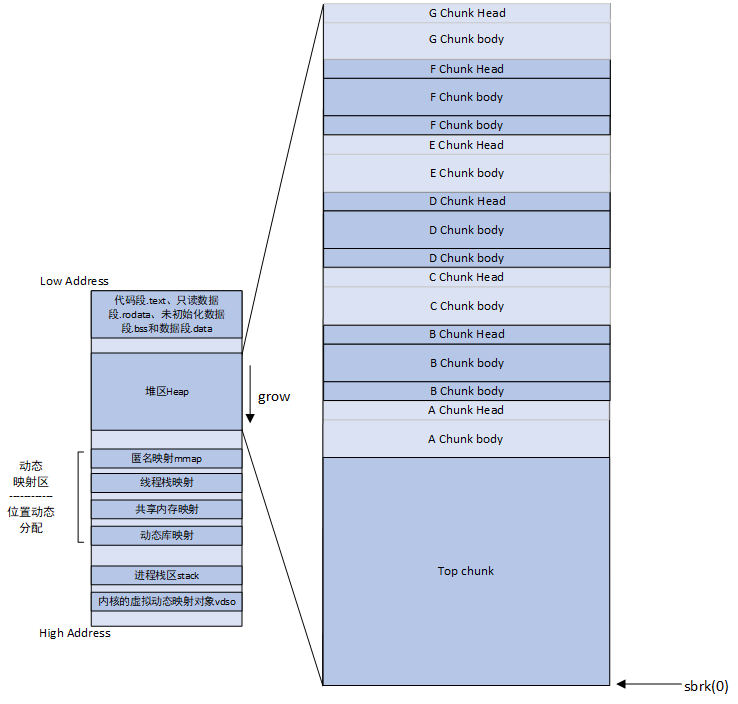 G Chunk Head
G Chunk body
F Chunk Head
F Chunk body
F Chunk body
E Chunk Head
E Chunk body
D Chunk Head
D Chunk body
D Chunk body
C Chunk Head
C Chunk body
B Chunk Head
B Chunk body
B Chunk body
A Chunk Head
A Chunk body
Top chunk
sbrk(0)
Low Address
代码段.text、只读数据
段.rodata、未初始化数据
段.bss和数据段.data
堆区Heap
grow
动态
映射区
------------
位置动态
分配
匿名映射mmap
线程栈映射
共享内存映射
动态库映射
进程栈区stack
内核的虚拟动态映射对象vdso
High Address